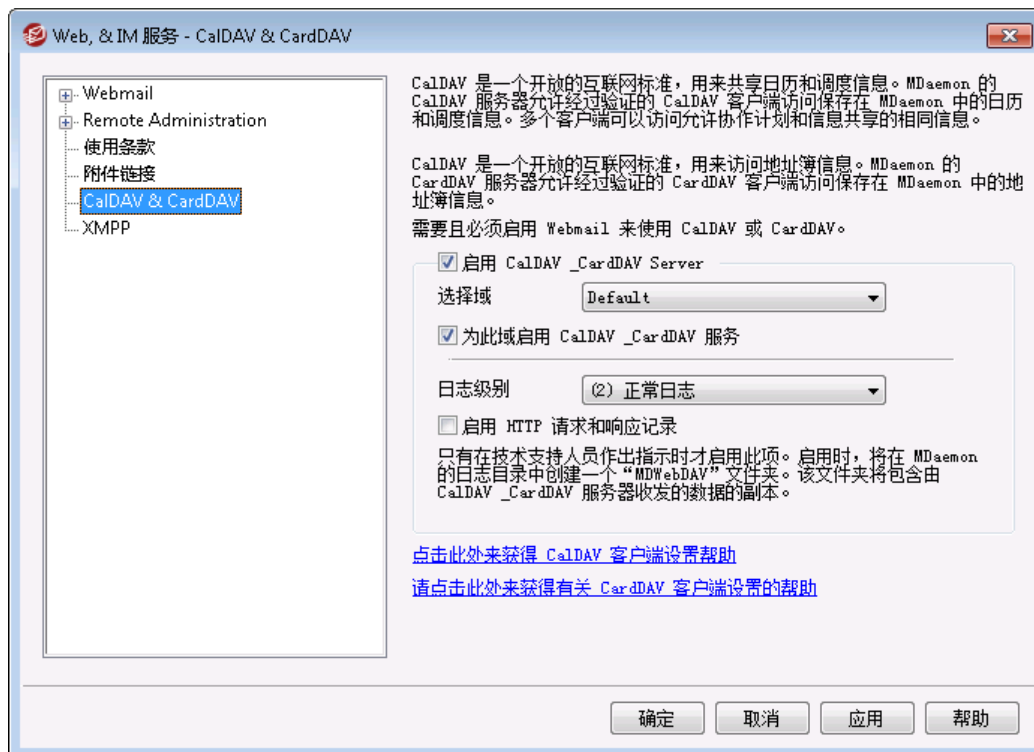 Web, & IM 服务 - CalDAV & CardDAV
Webmail
Remote Administration
使用条款
附件链接
CalDAV & CardDAV
XMPP
CalDAV 是一个开放的互联网标准，用来共享日历和调度信息。MDaemon 的
CalDAV 服务器允许经过验证的 CalDAV 客户端访问保存在 MDaemon 中的日历
和调度信息。多个客户端可以访问允许协作计划和信息共享的相同信息。
CalDAV 是一个开放的互联网标准，用来访问地址簿信息。MDaemon 的
CardDAV 服务器允许经过验证的 CardDAV 客户端访问保存在 MDaemon 中的地
址簿信息。
需要且必须启用 Webmail 来使用 CalDAV 或 CardDAV。
启用 CalDAV _CardDAV Server
选择域 Default
为此域启用 CalDAV _CardDAV 服务
日志级别 (2) 正常日志
启用 HTTP 请求和响应记录
只有在技术支持人员作出指示时才启用此项。启用时，将在 MDaemon
的日志目录中创建一个“MDWebDAV”文件夹。该文件夹将包含由
CalDAV _CardDAV 服务器收发的数据的副本。
点击此处来获得 CalDAV 客户端设置帮助
请点击此处来获得有关 CardDAV 客户端设置的帮助
确定 取消 应用 帮助